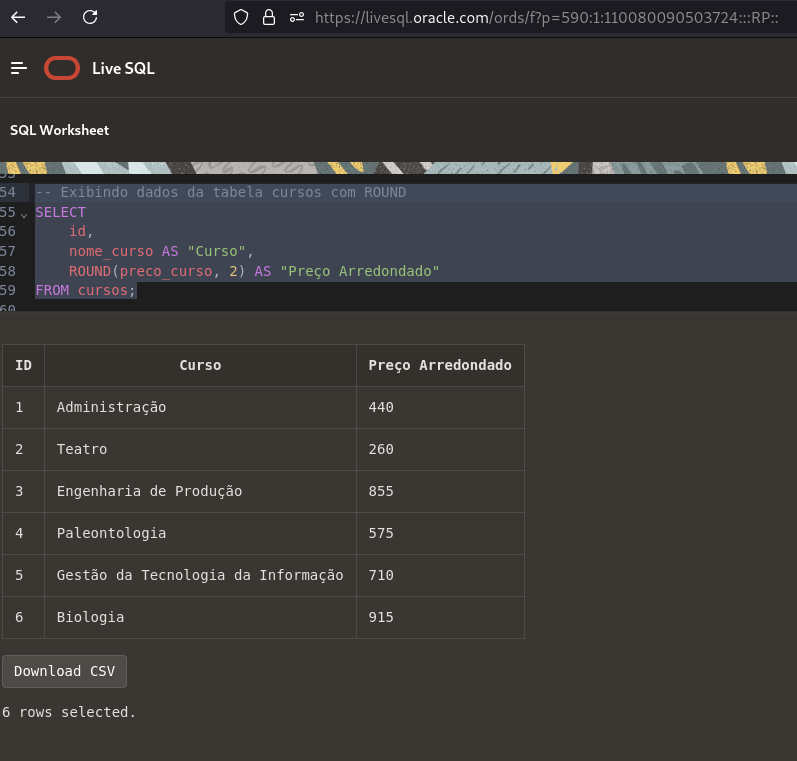 https://livesql.oracle.com/ords/f?p=590:1:110080090503724:::RP::
Live SQL
SQL Worksheet
53
54 -- Exibindo dados da tabela cursos com ROUND
55 SELECT
56 id,
57 nome_curso AS "Curso",
58 ROUND(preco_curso, 2) AS "Preço Arredondado"
59 FROM cursos;
60
ID Curso Preço Arredondado
1 Administração 440
2 Teatro 260
3 Engenharia de Produção 855
4 Paleontologia 575
5 Gestão da Tecnologia da Informação 710
6 Biologia 915
Download CSV
6 rows selected.